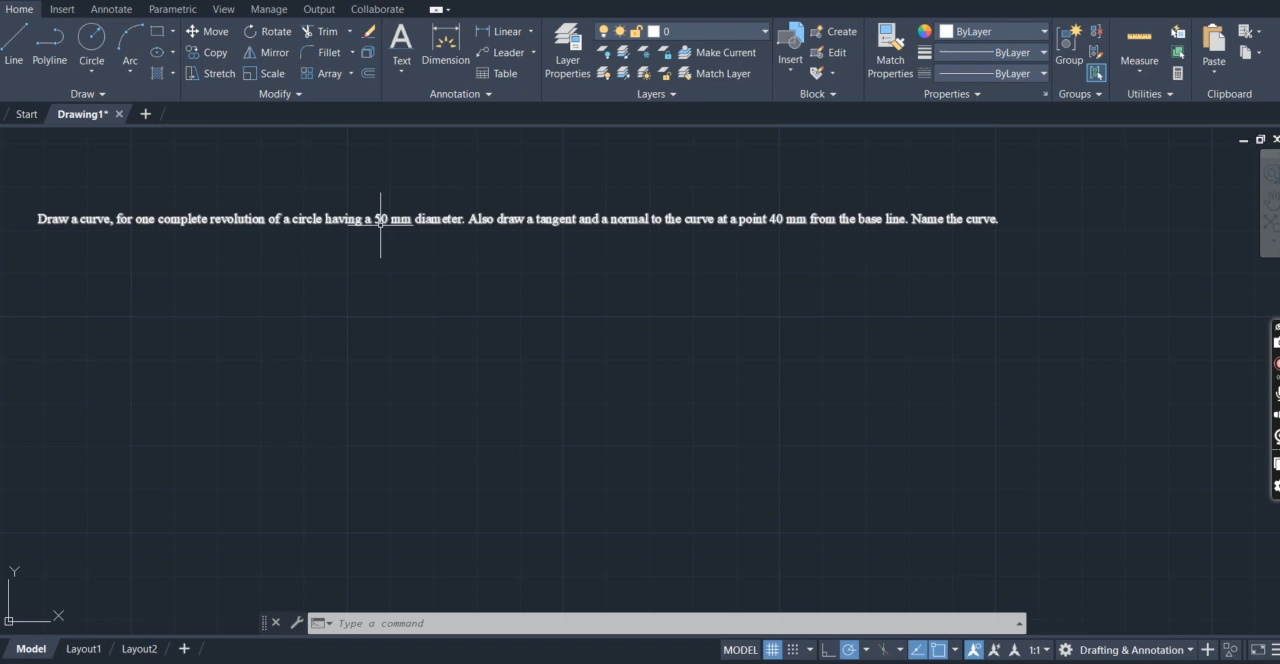 Home Insert Annotate Parametric View Manage Output Collaborate
Move Rotate Trim Linear 0 Create ByLayer
Line Polyline Circle Arc Copy Mirror Fillet Text Dimension Leader Layer Properties Make Current Insert Edit Match Properties ByLayer Group Measure Paste
Stretch Scale Array Table Match Layer ByLayer
Draw Modify Annotation Layers Block Properties Groups Utilities Clipboard
Start Drawing1*
Draw a curve, for one complete revolution of a circle having a 50 mm diameter. Also draw a tangent and a normal to the curve at a point 40 mm from the base line. Name the curve.
Y
X
Type a command
Model Layout1 Layout2 MODEL 1:1 Drafting & Annotation